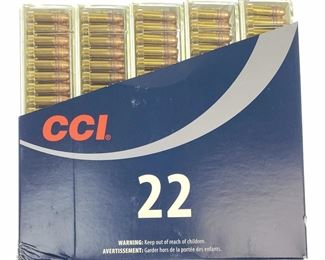 CCI®
22
WARNING: Keep out of reach of children.
AVERTISSEMENT: Garder hors de la portée des enfants.